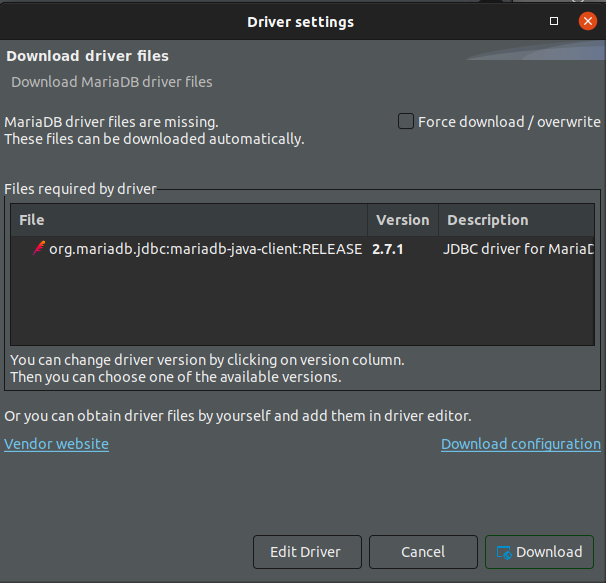 Driver settings
Download driver files
Download MariaDB driver files
MariaDB driver files are missing.
These files can be downloaded automatically.
Force download / overwrite
Files required by driver
File Version Description
org.mariadb.jdbc:mariadb-java-client:RELEASE 2.7.1 JDBC driver for MariaD
You can change driver version by clicking on version column.
Then you can choose one of the available versions.
Or you can obtain driver files by yourself and add them in driver editor.
Vendor website Download configuration
Edit Driver Cancel Download